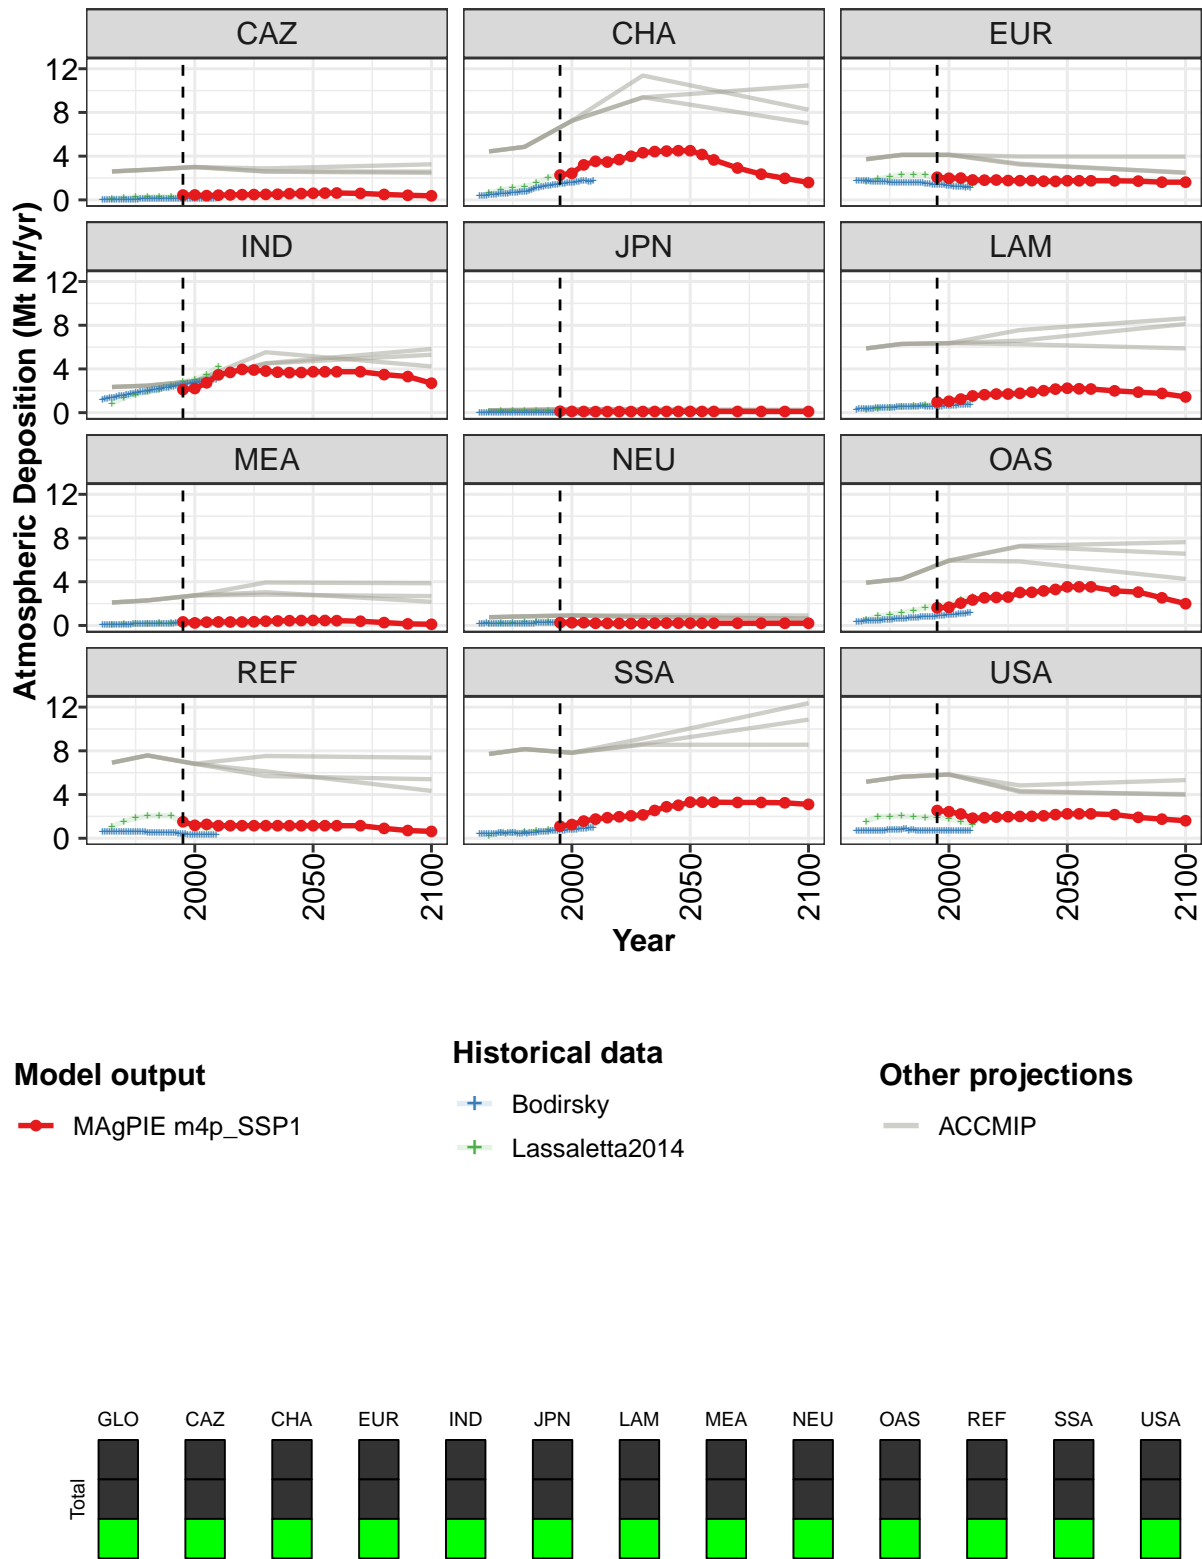 CAZ CHA EUR
12
8
4
0
IND JPN LAM
12
8
4
0
MEA NEU OAS
12
8
4
0
REF SSA USA
12
8
4
0
2000 2050 2100 2000 2050 2100 2000 2050 2100
Year
Atmospheric Deposition (Mt Nr/yr)
Model output
MAgPIE m4p_SSP1
Historical data
Bodirsky
Lassaletta2014
Other projections
ACCMIP
GLO CAZ CHA EUR IND JPN LAM MEA NEU OAS REF SSA USA
Total